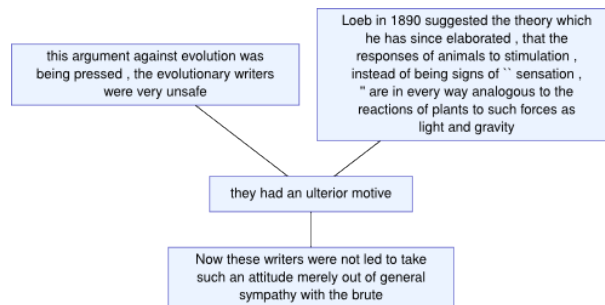 this argument against evolution was
being pressed , the evolutionary writers
were very unsafe
Loeb in 1890 suggested the theory which
he has since elaborated , that the
responses of animals to stimulation ,
instead of being signs of `` sensation ,
'' are in every way analogous to the
reactions of plants to such forces as
light and gravity
they had an ulterior motive
Now these writers were not led to take
such an attitude merely out of general
sympathy with the brute